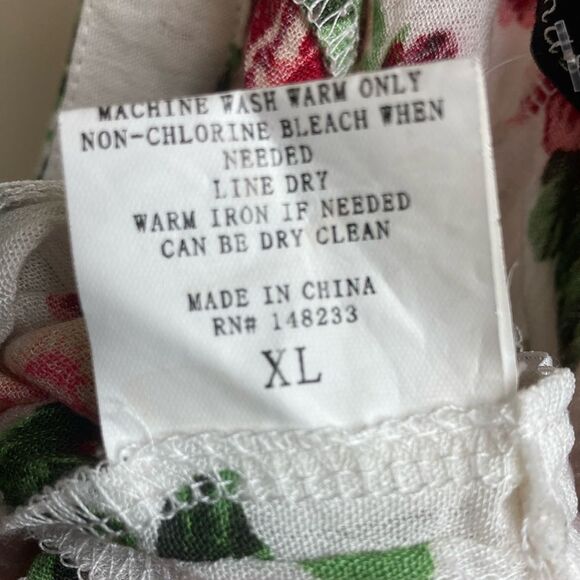 MACHINE WASH WARM ONLY
NON-CHLORINE BLEACH WHEN
NEEDED
LINE DRY
WARM IRON IF NEEDED
CAN BE DRY CLEAN
MADE IN CHINA
RN# 148233
XL